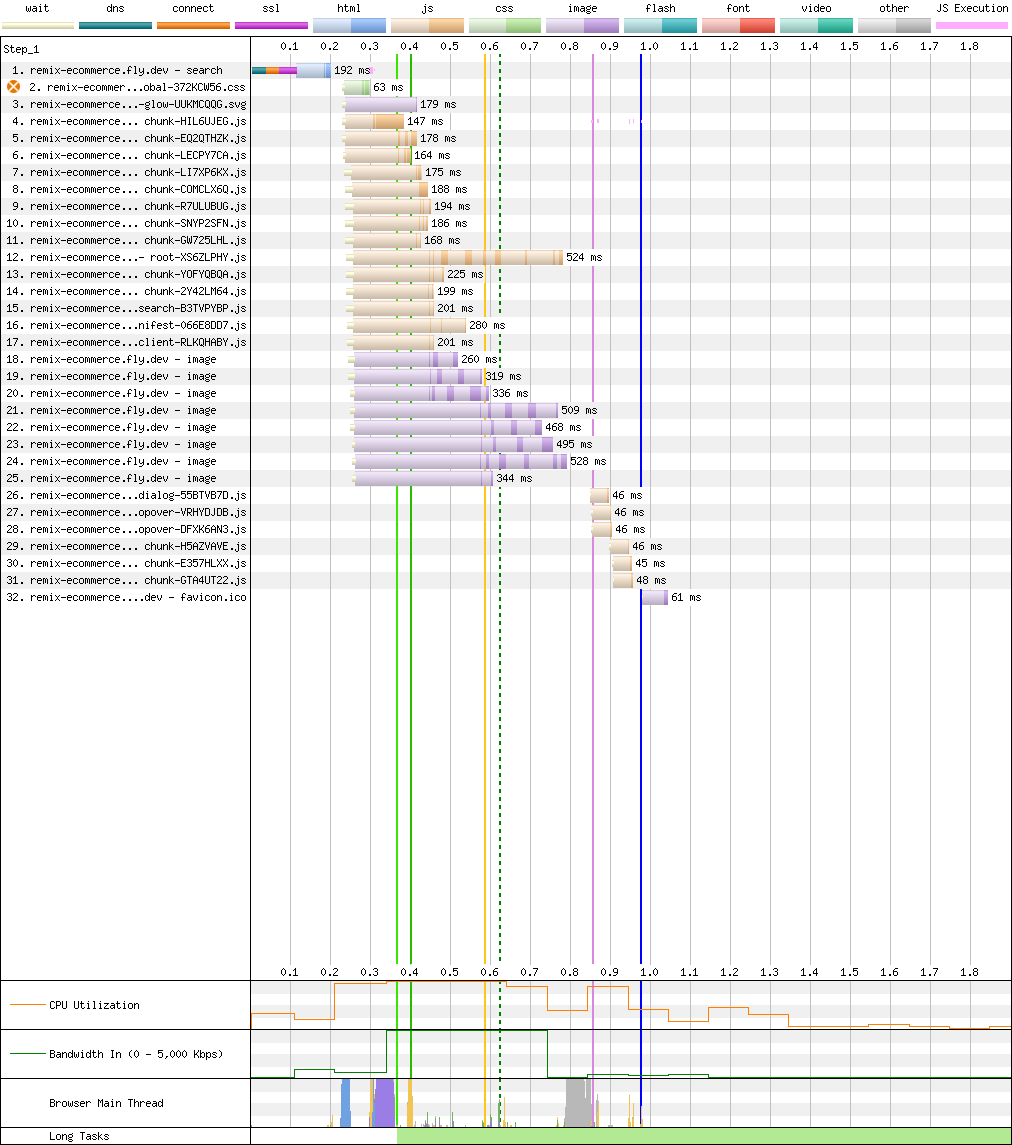 wait dns connect ssl html js css image flash font video other JS Execution
Step_1
0.1 0.2 0.3 0.4 0.5 0.6 0.7 0.8 0.9 1.0 1.1 1.2 1.3 1.4 1.5 1.6 1.7 1.8
1. remix-ecommerce.fly.dev - search 192 ms
2. remix-ecommer...obal-372KCW56.css 63 ms
3. remix-ecommerce...-glow-UUKMCQQG.svg 179 ms
4. remix-ecommerce... chunk-HIL6UJEG.js 147 ms
5. remix-ecommerce... chunk-EQ2QTHZK.js 178 ms
6. remix-ecommerce... chunk-LECPY7CA.js 164 ms
7. remix-ecommerce... chunk-LI7XP6KX.js 175 ms
8. remix-ecommerce... chunk-COMCLX6Q.js 188 ms
9. remix-ecommerce... chunk-R7ULUBUG.js 194 ms
10. remix-ecommerce... chunk-SNYP2SFN.js 186 ms
11. remix-ecommerce... chunk-GW725LHL.js 168 ms
12. remix-ecommerce...- root-XS6ZLPHY.js 524 ms
13. remix-ecommerce... chunk-YOFYQBQA.js 225 ms
14. remix-ecommerce... chunk-2Y42LM64.js 199 ms
15. remix-ecommerce...search-B3TVPYBP.js 201 ms
16. remix-ecommerce...nifest-066E8DD7.js 280 ms
17. remix-ecommerce...client-RLKQHABY.js 201 ms
18. remix-ecommerce.fly.dev - image 260 ms
19. remix-ecommerce.fly.dev - image 319 ms
20. remix-ecommerce.fly.dev - image 336 ms
21. remix-ecommerce.fly.dev - image 509 ms
22. remix-ecommerce.fly.dev - image 468 ms
23. remix-ecommerce.fly.dev - image 495 ms
24. remix-ecommerce.fly.dev - image 528 ms
25. remix-ecommerce.fly.dev - image 344 ms
26. remix-ecommerce...dialog-55BTVB7D.js 46 ms
27. remix-ecommerce...opover-VRHYDJDB.js 46 ms
28. remix-ecommerce...opover-DFXK6AN3.js 46 ms
29. remix-ecommerce... chunk-H5AZVAVE.js 46 ms
30. remix-ecommerce... chunk-E357HLXX.js 45 ms
31. remix-ecommerce... chunk-GTA4UT22.js 48 ms
32. remix-ecommerce....dev - favicon.ico 61 ms
0.1 0.2 0.3 0.4 0.5 0.6 0.7 0.8 0.9 1.0 1.1 1.2 1.3 1.4 1.5 1.6 1.7 1.8
CPU Utilization
Bandwidth In (0 - 5,000 Kbps)
Browser Main Thread
Long Tasks